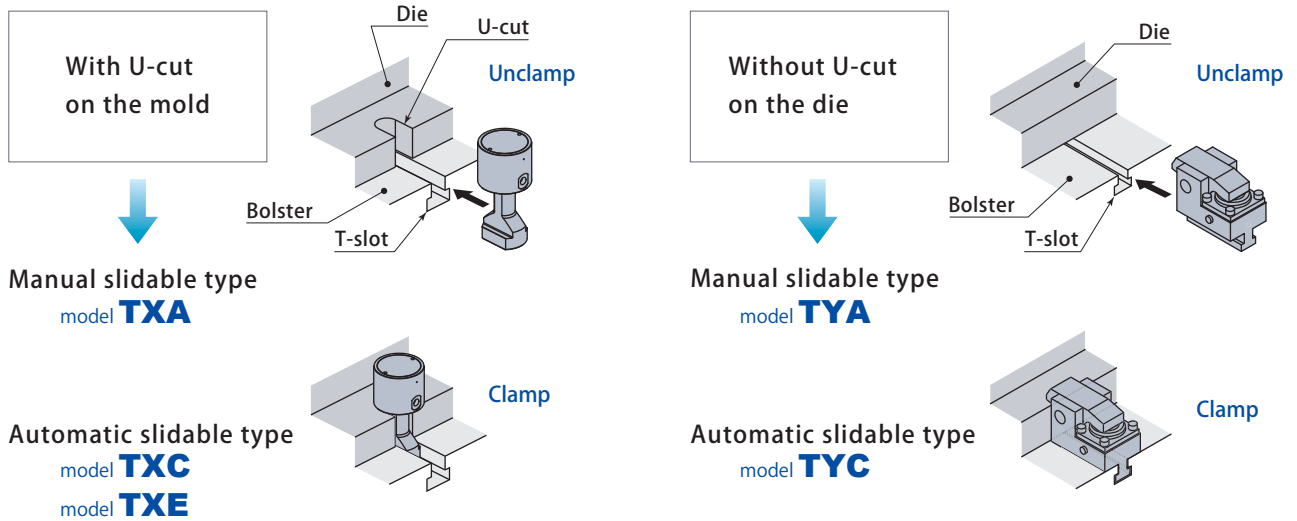 With U-cut
on the mold
Die
U-cut
Unclamp
Bolster
T-slot
Manual slidable type
model TXA
Clamp
Automatic slidable type
model TXC
model TXE
Without U-cut
on the die
Die
Unclamp
Bolster
T-slot
Manual slidable type
model TYA
Clamp
Automatic slidable type
model TYC